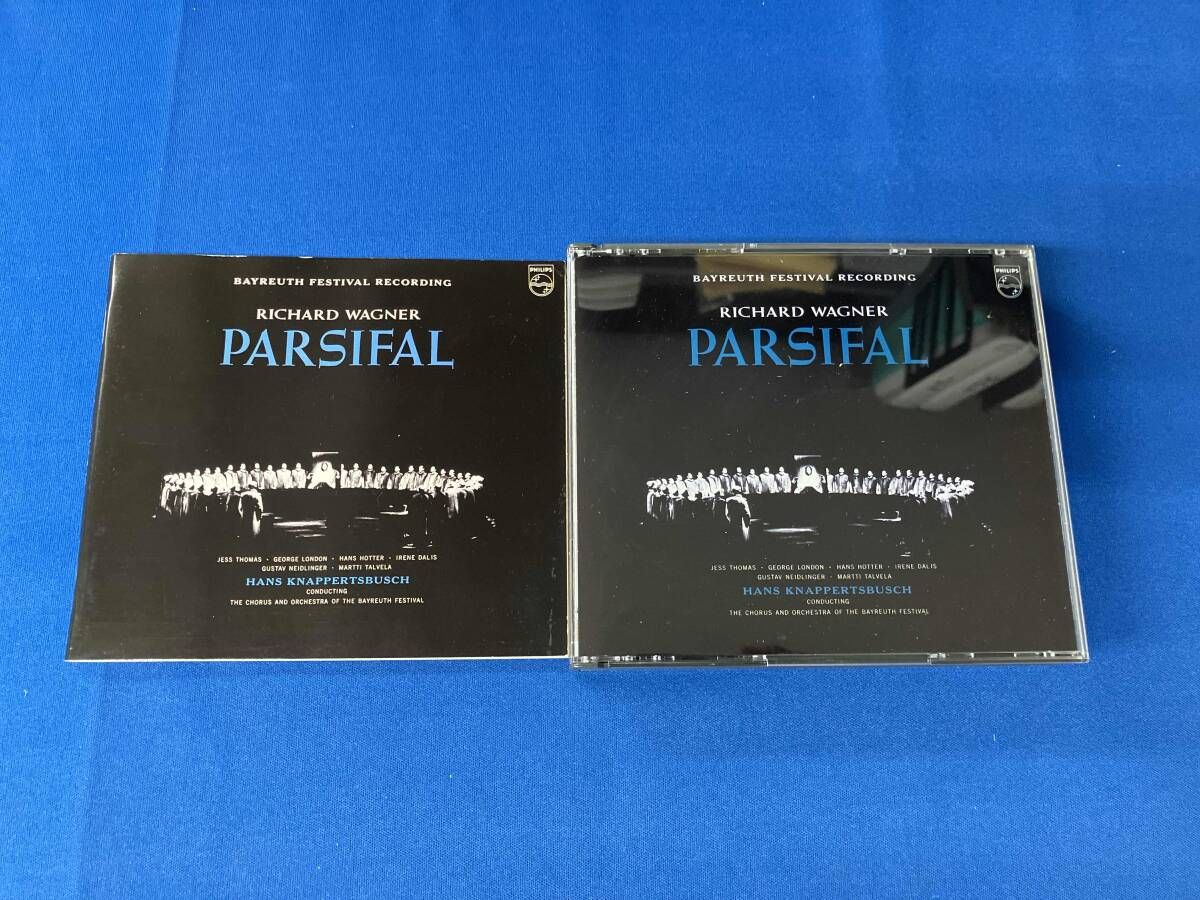 BAYREUTH FESTIVAL RECORDING
PHILIPS
RICHARD WAGNER
PARSIFAL
JESS THOMAS · GEORGE LONDON · HANS HOTTER · IRENE DALIS
GUSTAV NEIDLINGER · MARTTI TALVELA
HANS KNAPPERTSBUSCH
CONDUCTING
THE CHORUS AND ORCHESTRA OF THE BAYREUTH FESTIVAL
BAYREUTH FESTIVAL RECORDING
PHILIPS
RICHARD WAGNER
PARSIFAL
JESS THOMAS · GEORGE LONDON · HANS HOTTER · IRENE DALIS
GUSTAV NEIDLINGER · MARTTI TALVELA
HANS KNAPPERTSBUSCH
CONDUCTING
THE CHORUS AND ORCHESTRA OF THE BAYREUTH FESTIVAL